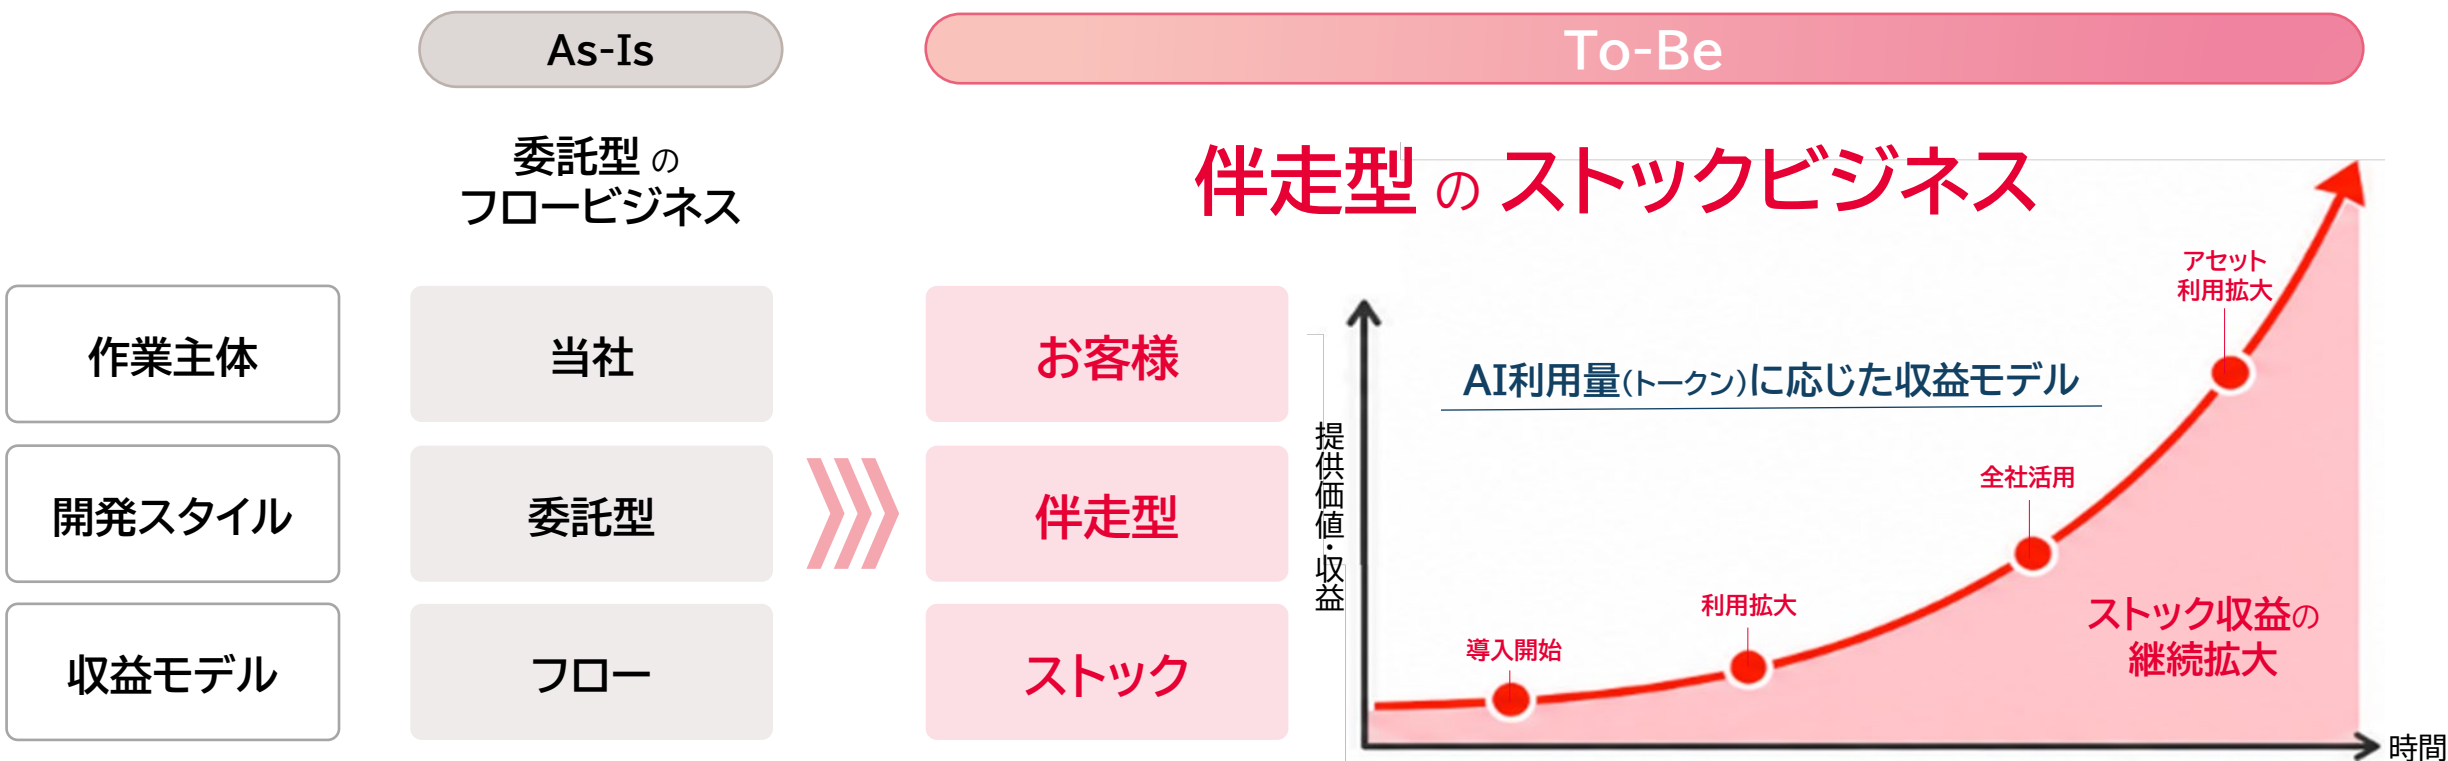 As-Is
To-Be
委託型 の
フロービジネス
伴走型 の ストックビジネス
作業主体
当社
お客様
開発スタイル
委託型
伴走型
収益モデル
フロー
ストック
提供価値・収益
AI利用量(トークン)に応じた収益モデル
導入開始
利用拡大
全社活用
アセット
利用拡大
ストック収益の
継続拡大
時間